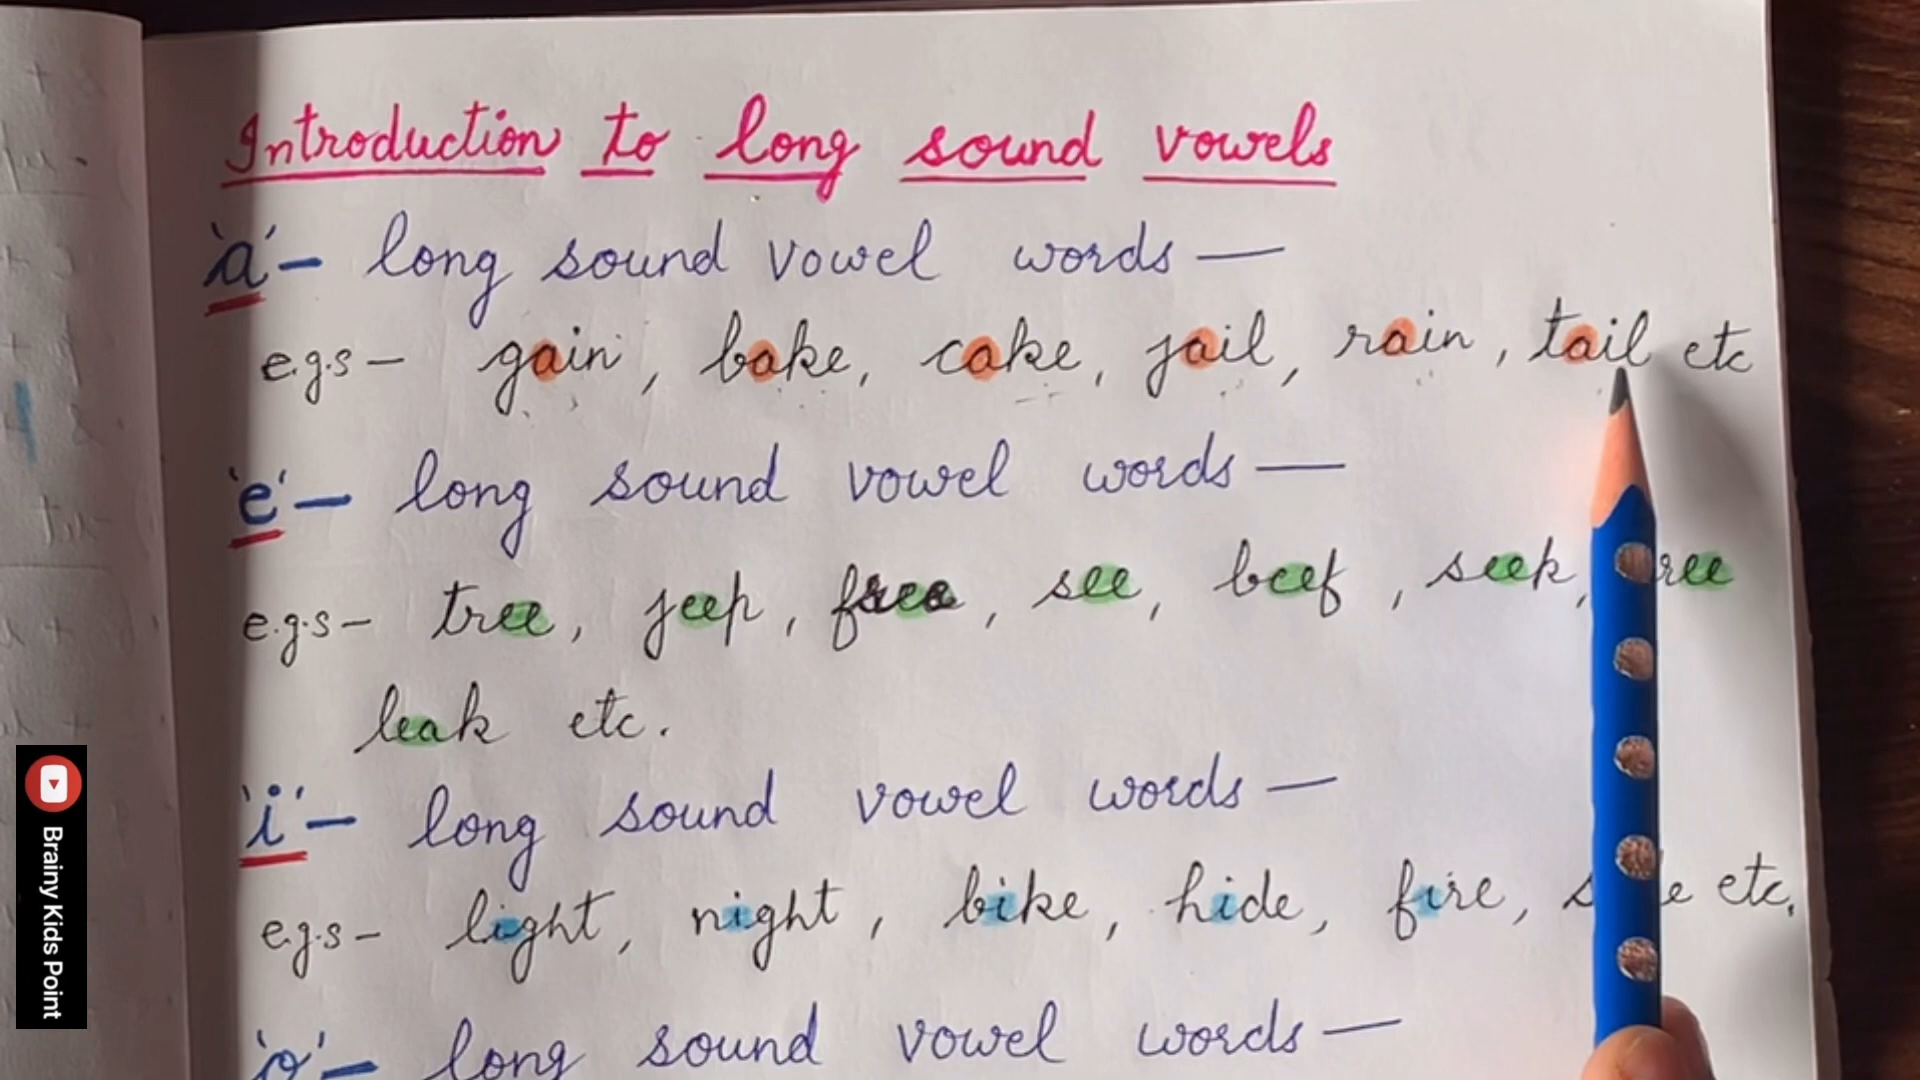 Introduction to long sound vowels
'a' - long sound vowel words —
e.g.s - gain, bake, cake, jail, rain, tail etc
'e' - long sound vowel words —
e.g.s - tree, jeep, free, see, beef, seek,
leak etc.
'i' - long sound vowel words —
e.g.s - light, night, bike, hide, fire, etc.
'o' - long sound vowel words —
Brainy Kids Point